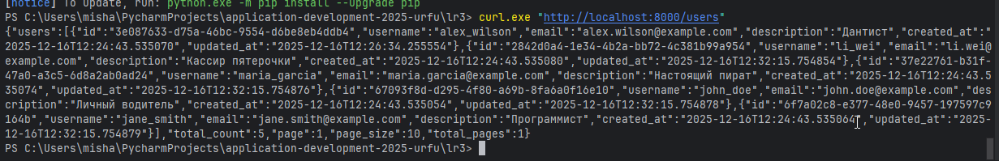 [notice] To update, run: python.exe -m pip install --upgrade pip
PS C:\Users\misha\PycharmProjects\application-development-2025-urfu\lr3> curl.exe "http://localhost:8000/users"
{"users":[{"id":"3e087633-d75a-46bc-9554-d6be8eb4ddb4","username":"alex_wilson","email":"alex.wilson@example.com","description":"Дантист","created_at":"
2025-12-16T12:24:43.535070","updated_at":"2025-12-16T12:26:34.255554"},{"id":"2842d0a4-1e34-4b2a-bb72-4c381b99a954","username":"li_wei","email":"li.wei@
example.com","description":"Кассир пятерочки","created_at":"2025-12-16T12:24:43.535080","updated_at":"2025-12-16T12:32:15.754854"},{"id":"37e22761-b31f-
47a0-a3c5-6d8a2ab0ad24","username":"maria_garcia","email":"maria.garcia@example.com","description":"Настоящий пират","created_at":"2025-12-16T12:24:43.5
35074","updated_at":"2025-12-16T12:32:15.754876"},{"id":"67093f8d-d295-4f80-a69b-8fa6a0f16e10","username":"john_doe","email":"john.doe@example.com","des
cription":"Личный водитель","created_at":"2025-12-16T12:24:43.535054","updated_at":"2025-12-16T12:32:15.754878"},{"id":"6f7a02c8-e377-48e0-9457-197597c9
164b","username":"jane_smith","email":"jane.smith@example.com","description":"Программист","created_at":"2025-12-16T12:24:43.535064","updated_at":"2025-
12-16T12:32:15.754879"}],"total_count":5,"page":1,"page_size":10,"total_pages":1}
PS C:\Users\misha\PycharmProjects\application-development-2025-urfu\lr3>